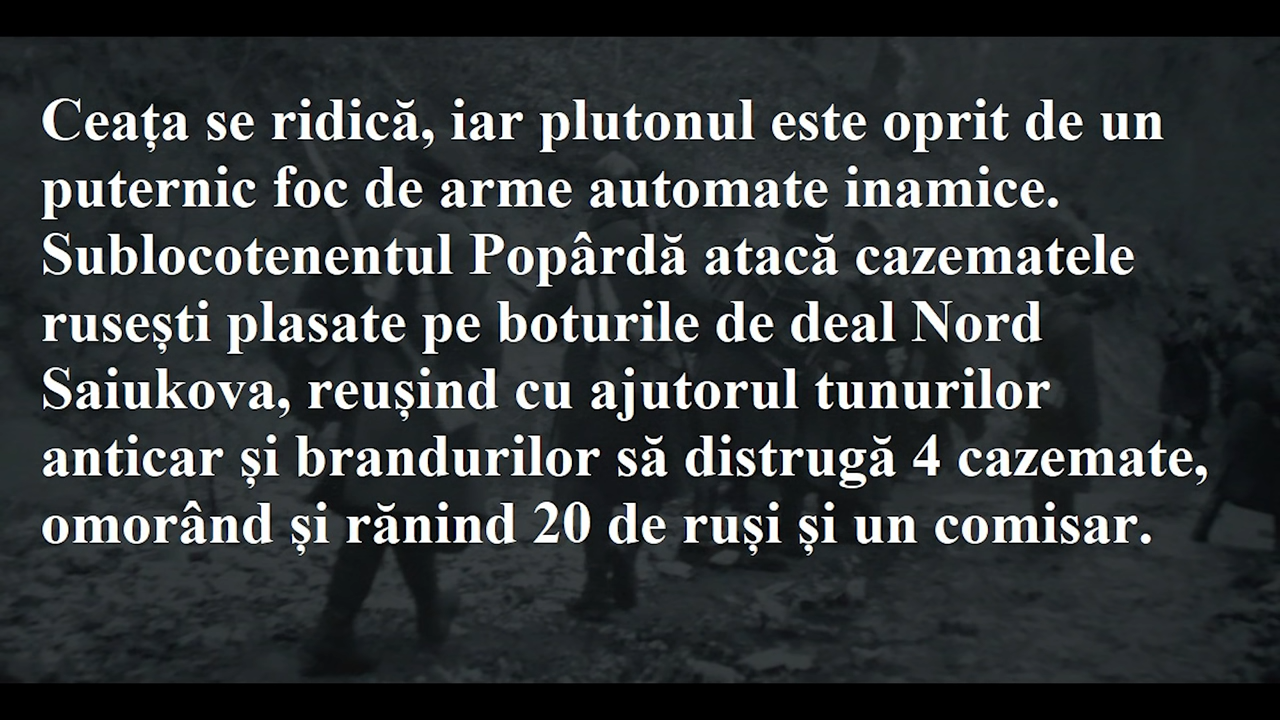 Ceața se ridică, iar plutonul este oprit de un
puternic foc de arme automate inamice.
Sublocotenentul Popârdă atacă cazematele
rusești plasate pe boturile de deal Nord
Saiukova, reușind cu ajutorul tunurilor
anticar și brandurilor să distrugă 4 cazemate,
omorând și rănind 20 de ruși și un comisar.